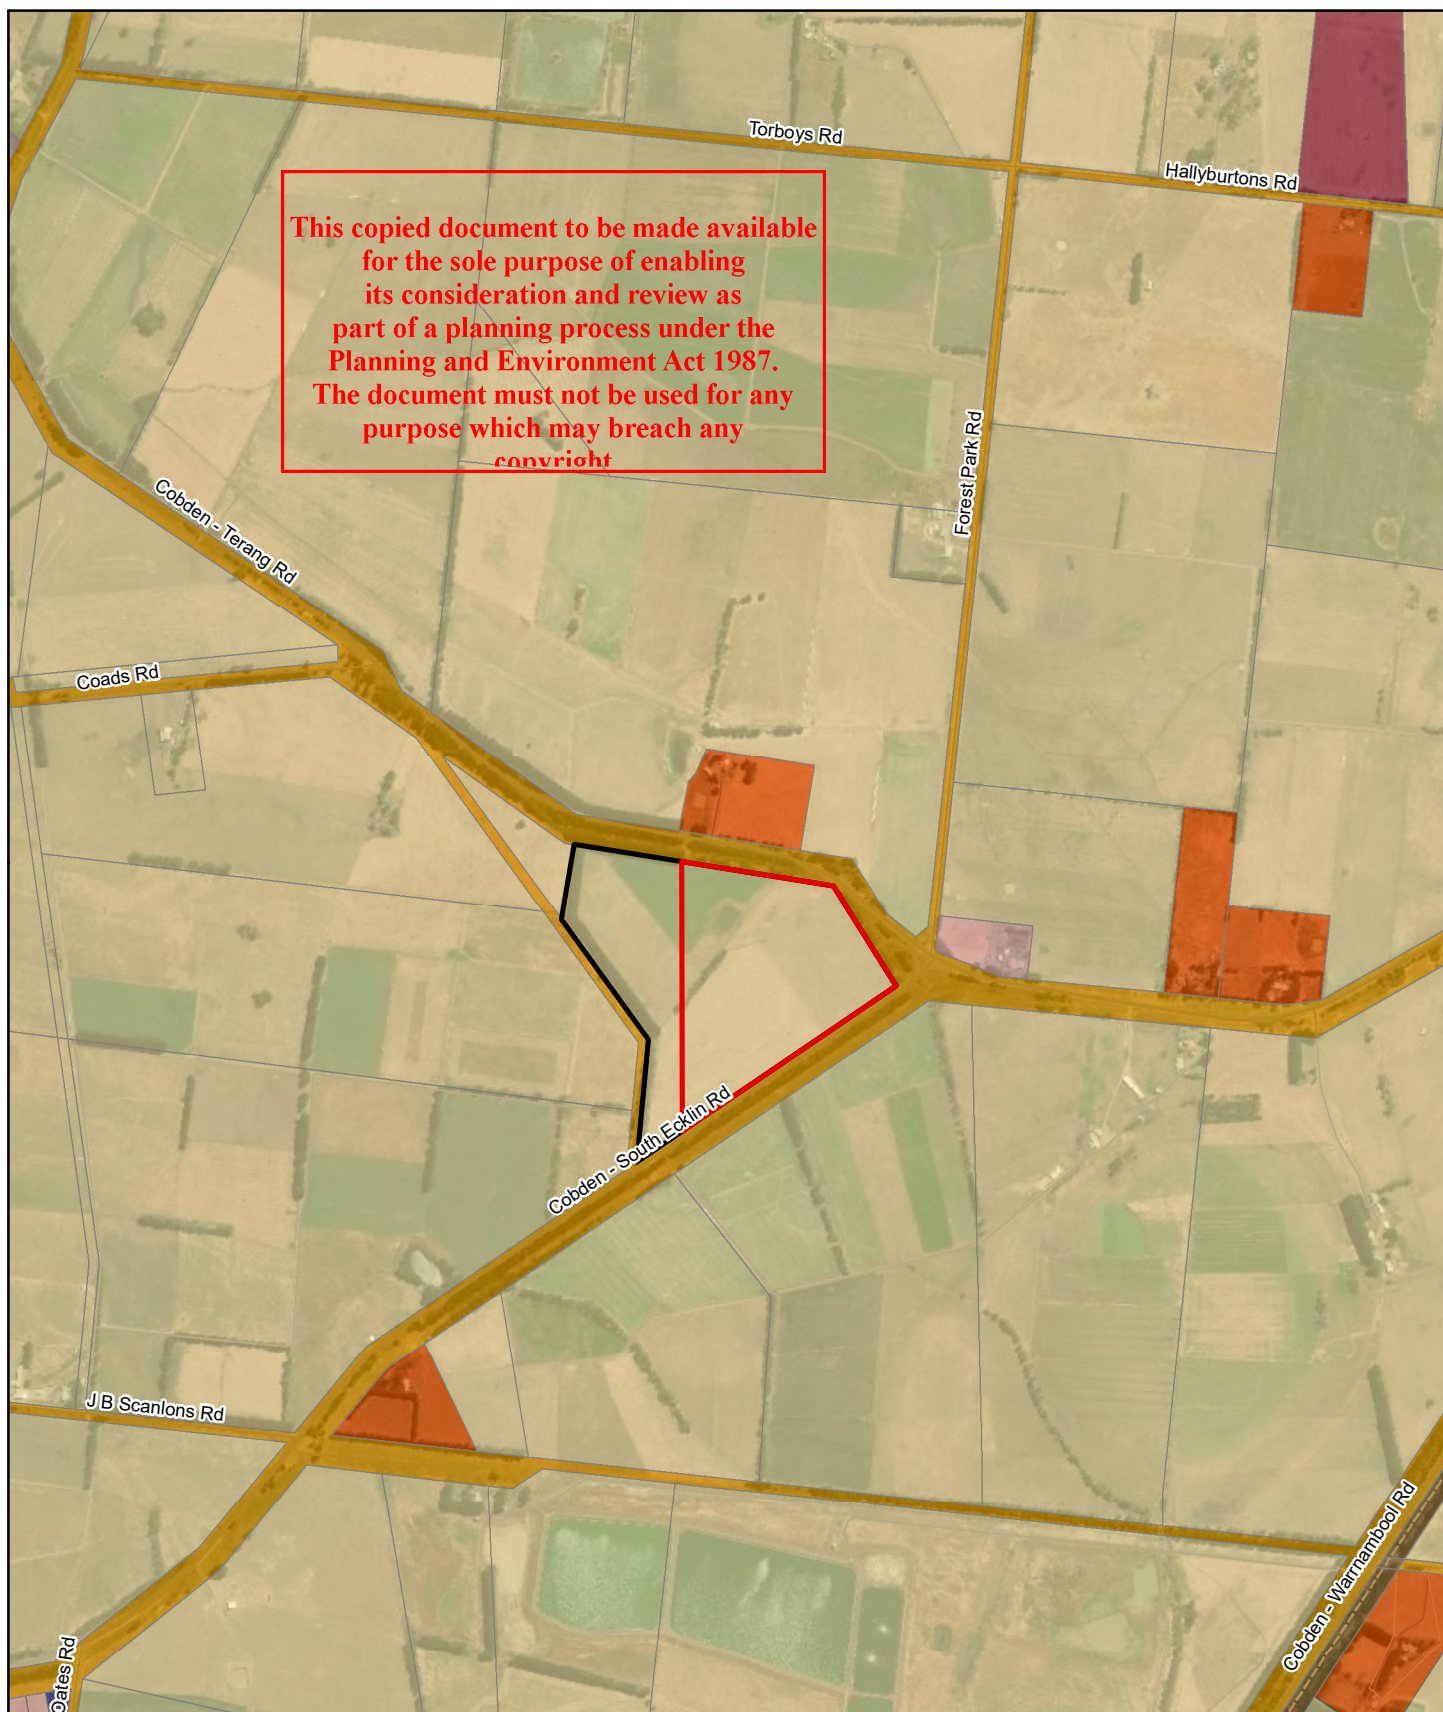 Torboys Rd
Hallyburtons Rd
This copied document to be made available
for the sole purpose of enabling
its consideration and review as
part of a planning process under the
Planning and Environment Act 1987.
The document must not be used for any
purpose which may breach any
copyright
Forest Park Rd
Cobden - Terang Rd
Coads Rd
Cobden - South Ecklin Rd
J B Scanlons Rd
Cobden - Warrnambool Rd
Oates Rd